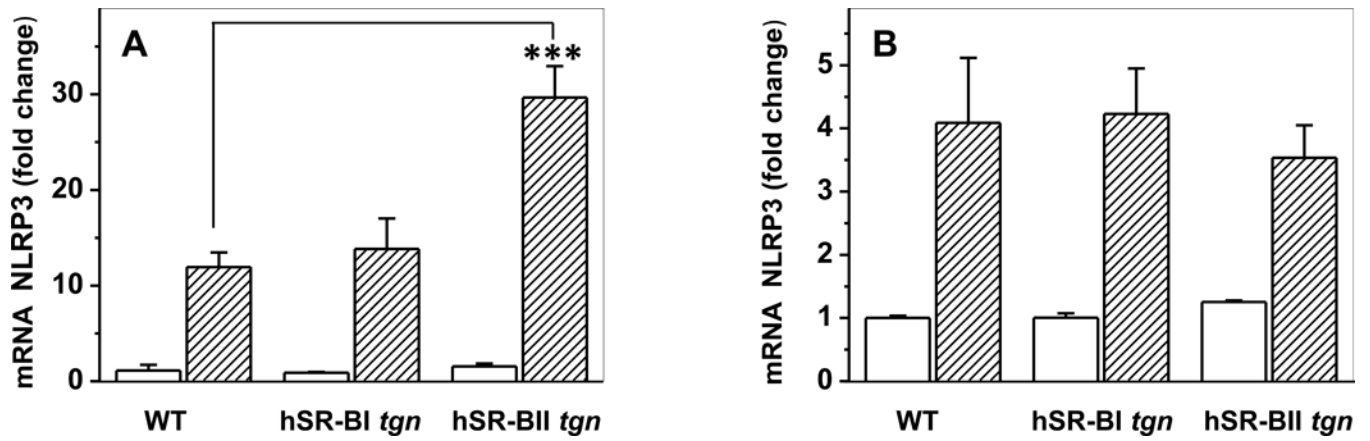 A
mRNA NLRP3 (fold change)
30
20
10
0
***
WT hSR-BI tgn hSR-BII tgn
B
mRNA NLRP3 (fold change)
5
4
3
2
1
0
WT hSR-BI tgn hSR-BII tgn